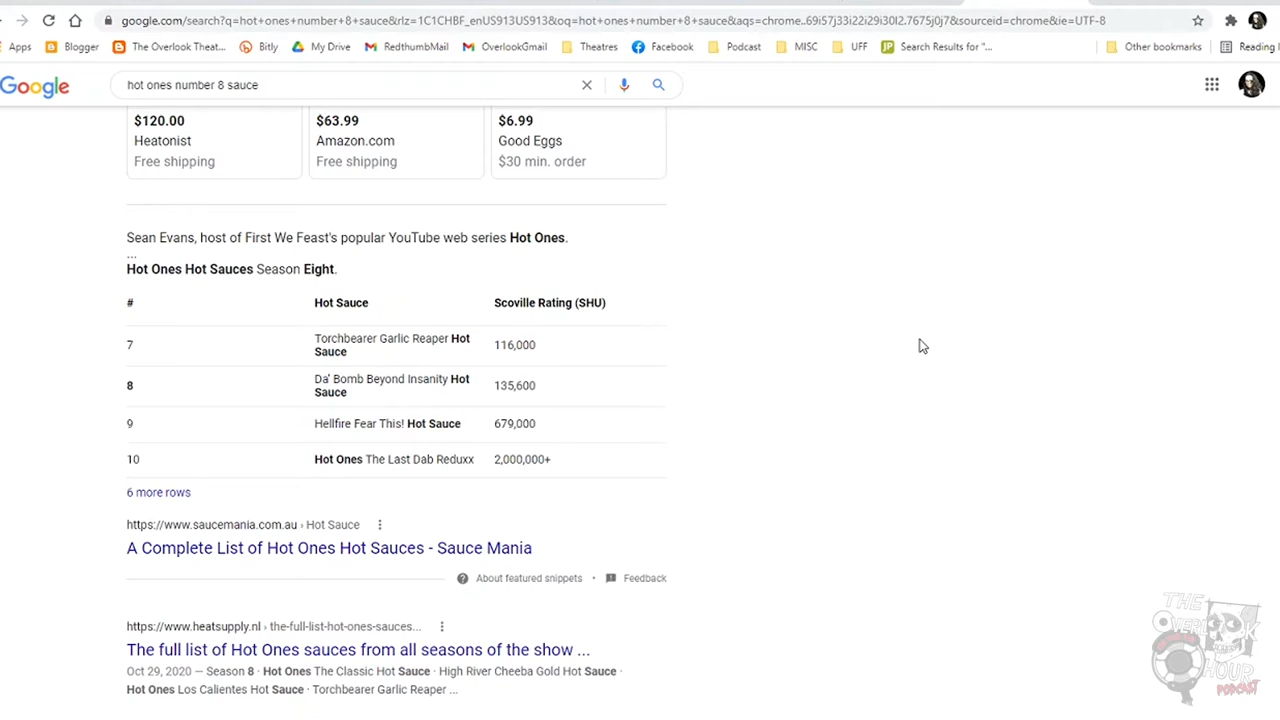 google.com/search?q=hot+ones+number+8+sauce&rlz=1C1CHBF_enUS913US913&oq=hot+ones+number+8+sauce&aqs=chrome..69i57j33i22i29i30l2.7675j0j7&sourceid=chrome&ie=UTF-8
Apps Blogger The Overlook Theat... Bitly My Drive RedthumbMail OverlookGmail Theatres Facebook Podcast MISC UFF JP Search Results for "... Other bookmarks Reading
Google hot ones number 8 sauce
$120.00 $63.99 $6.99
Heatonist Amazon.com Good Eggs
Free shipping Free shipping $30 min. order
Sean Evans, host of First We Feast's popular YouTube web series Hot Ones.
...
Hot Ones Hot Sauces Season Eight.
# Hot Sauce Scoville Rating (SHU)
7 Torchbearer Garlic Reaper Hot Sauce 116,000
8 Da' Bomb Beyond Insanity Hot Sauce 135,600
9 Hellfire Fear This! Hot Sauce 679,000
10 Hot Ones The Last Dab Reduxx 2,000,000+
6 more rows
https://www.saucemania.com.au › Hot Sauce
A Complete List of Hot Ones Hot Sauces - Sauce Mania
About featured snippets • Feedback
https://www.heatsupply.nl › the-full-list-hot-ones-sauces...
The full list of Hot Ones sauces from all seasons of the show ...
Oct 29, 2020 — Season 8 · Hot Ones The Classic Hot Sauce · High River Cheeba Gold Hot Sauce ·
Hot Ones Los Calientes Hot Sauce · Torchbearer Garlic Reaper ...
THE
OVERLOOK
HOUR
PODCAST